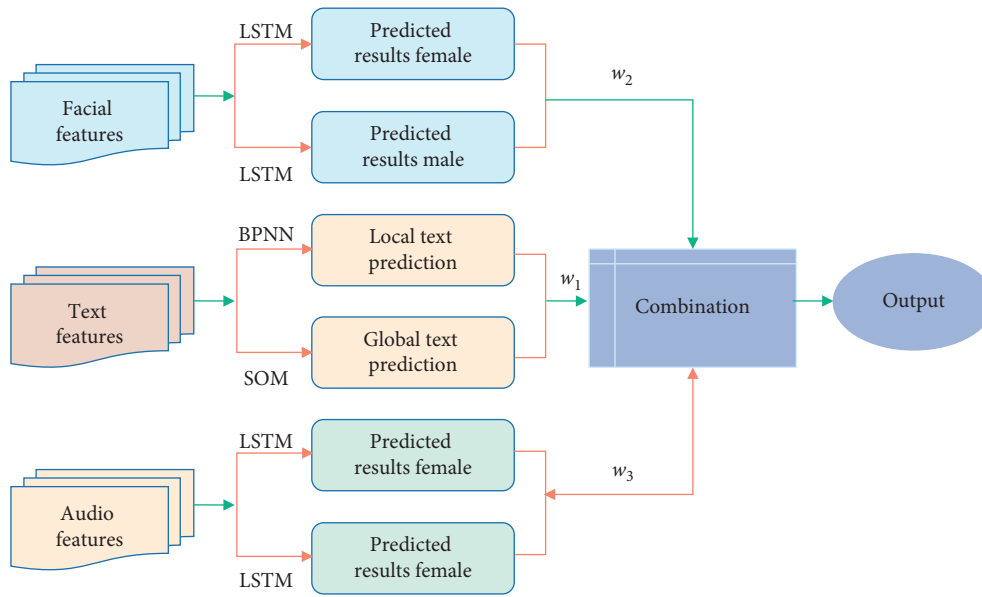 LSTM
Predicted
results female
Facial
features
Predicted
results male
LSTM
w2
BPNN
Local text
prediction
Text
features
Global text
prediction
SOM
w1
Combination
Output
LSTM
Predicted
results female
Audio
features
Predicted
results female
LSTM
w3